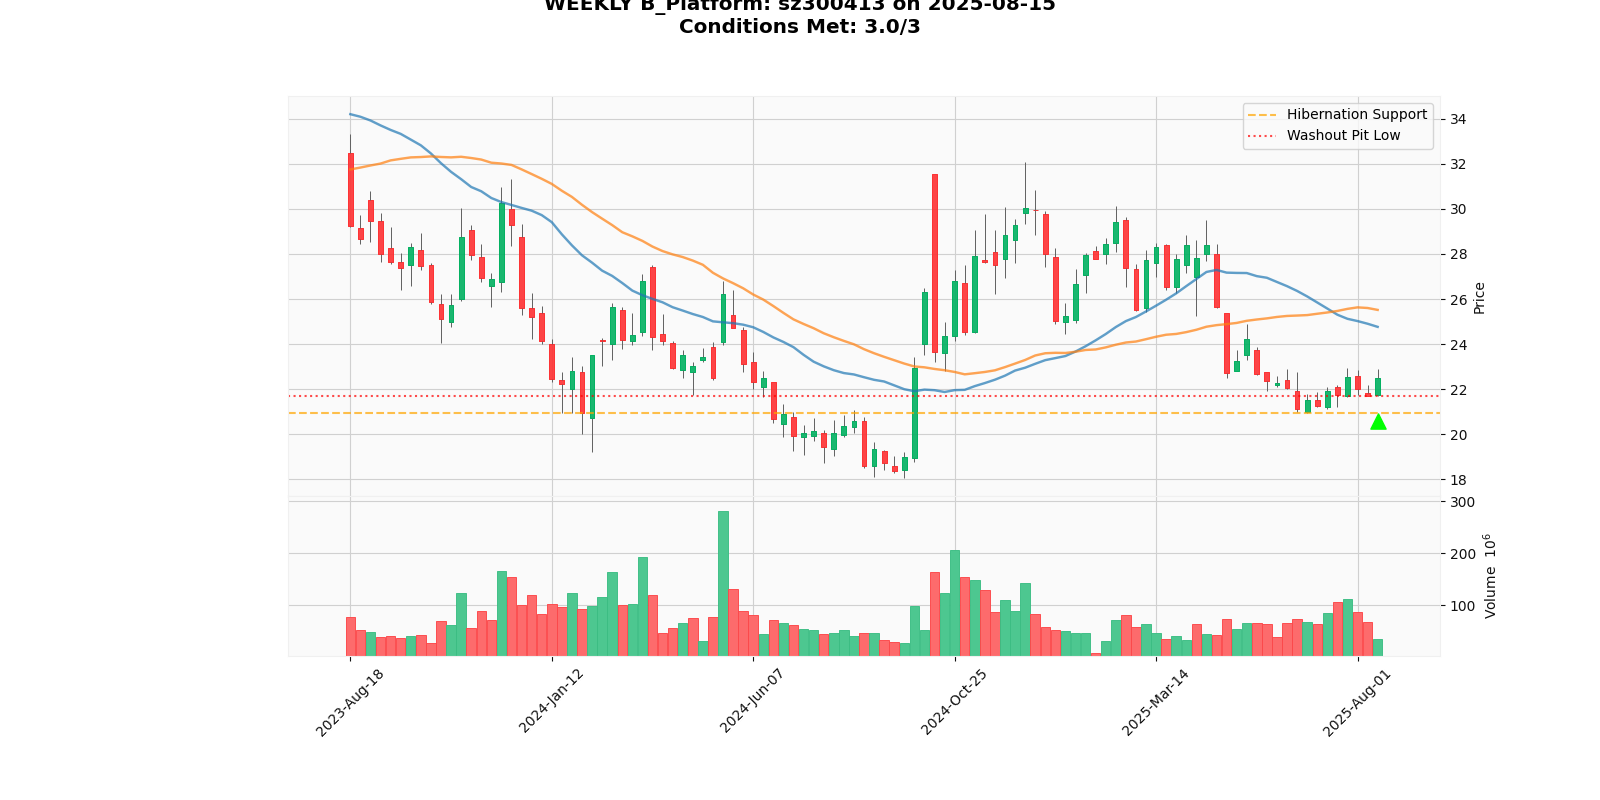 WEEKLY B_Platform: sz300413 on 2025-08-15
Conditions Met: 3.0/3
Hibernation Support
Washout Pit Low
34
32
30
28
26
24
22
20
18
Price
300
200
100
Volume 10⁶
2023-Aug-18
2024-Jan-12
2024-Jun-07
2024-Oct-25
2025-Mar-14
2025-Aug-01